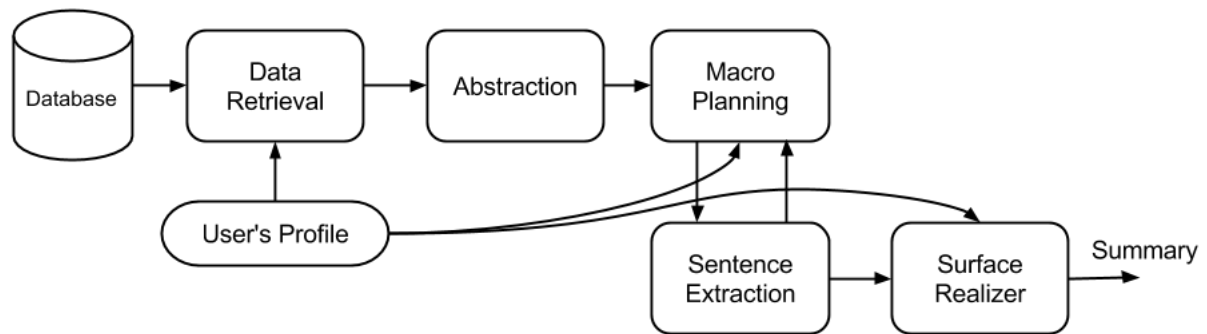 Database
Data
Retrieval
Abstraction
Macro
Planning
User's Profile
Sentence
Extraction
Surface
Realizer
Summary